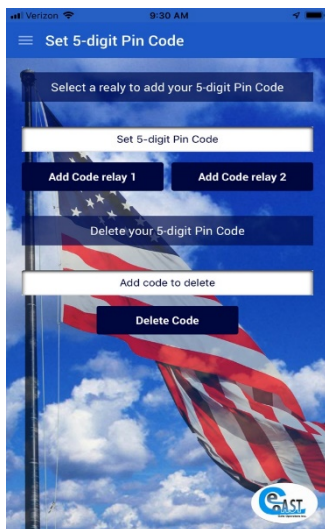 Verizon 9:30 AM
Set 5-digit Pin Code
Select a realy to add your 5-digit Pin Code
Set 5-digit Pin Code
Add Code relay 1 Add Code relay 2
Delete your 5-digit Pin Code
Add code to delete
Delete Code